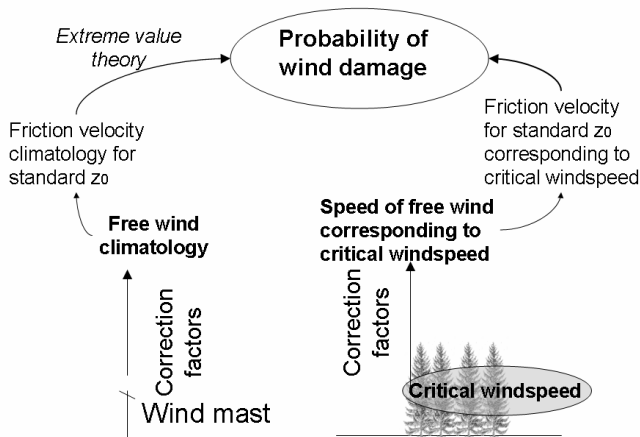 Extreme value
theory
Probability of
wind damage
Friction velocity
climatology for
standard z0
Friction velocity
for standard z0
corresponding to
critical windspeed
Free wind
climatology
Speed of free wind
corresponding to
critical windspeed
Correction
factors
Correction
factors
Wind mast
Critical windspeed